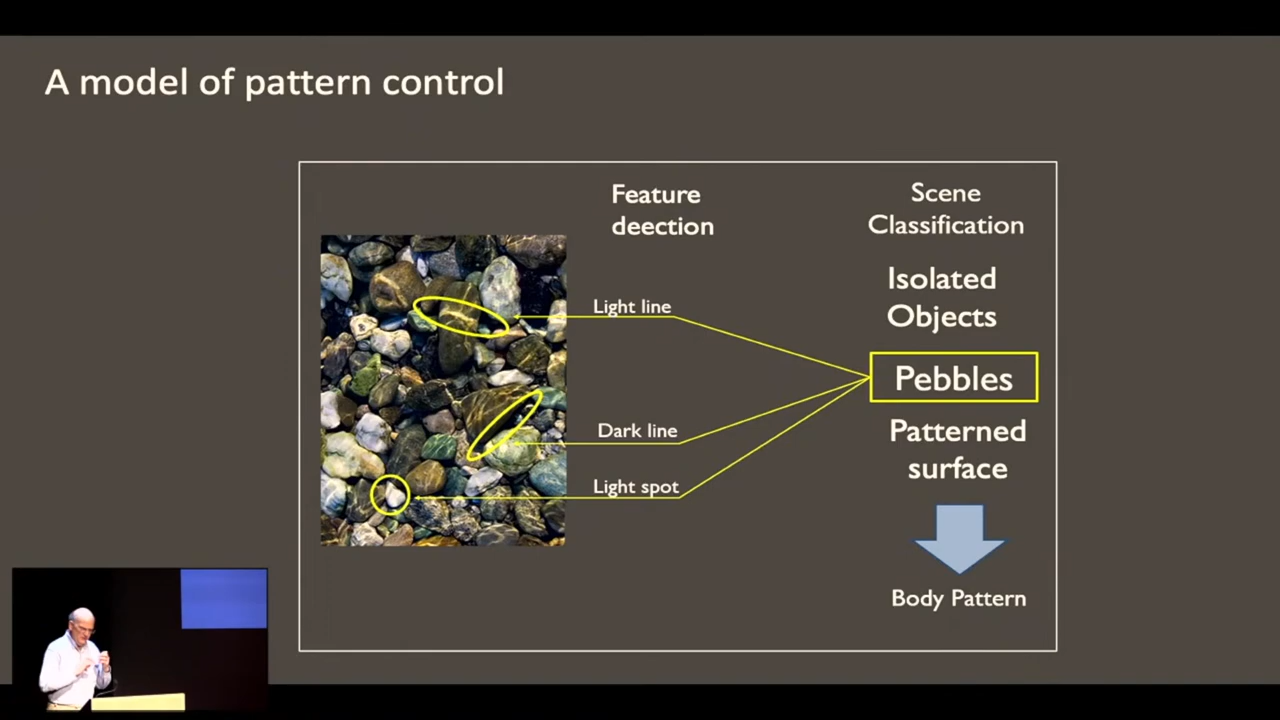 A model of pattern control
Feature
deection
Scene
Classification
Isolated
Objects
Light line
Pebbles
Dark line
Patterned
surface
Light spot
Body Pattern